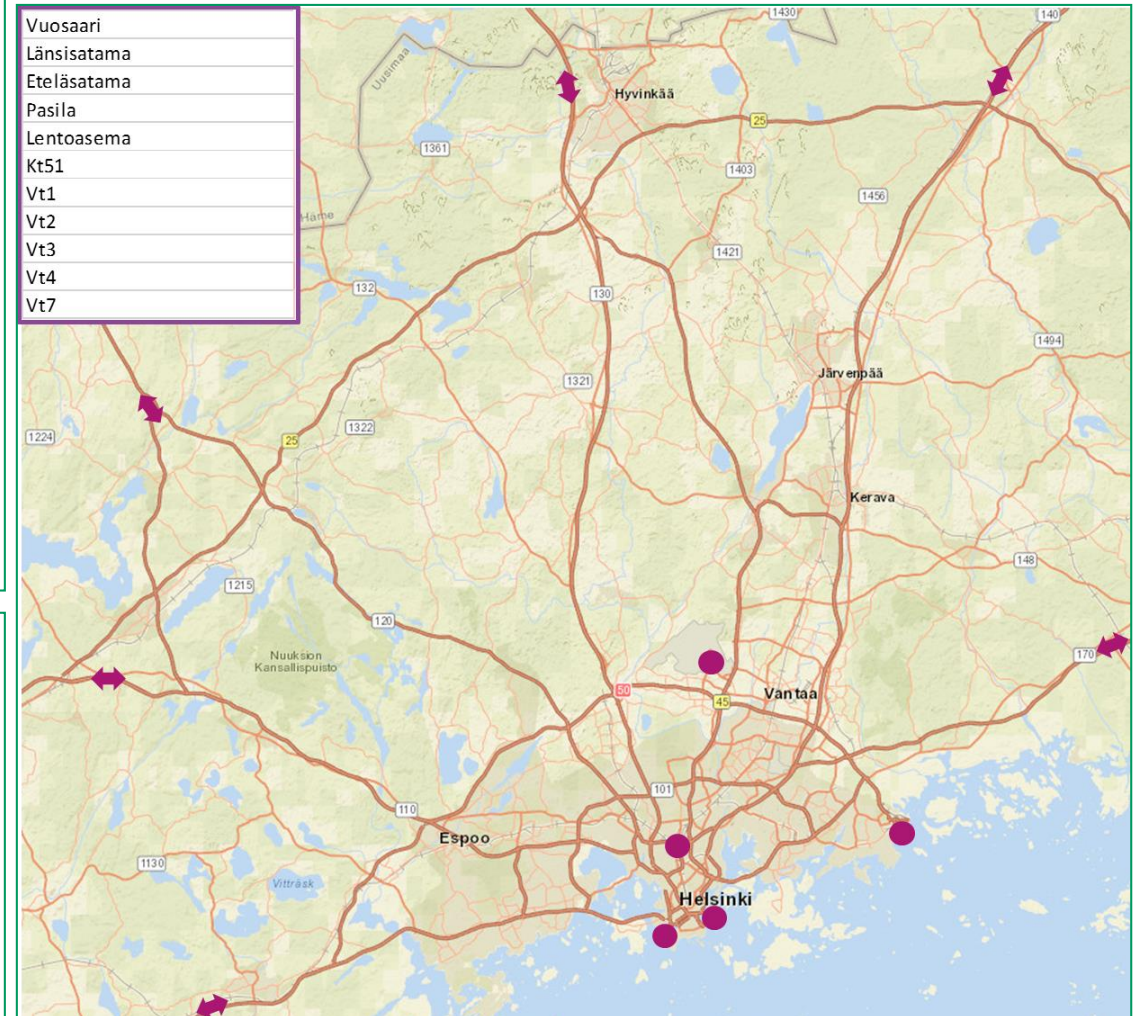 Vuosaari
Länsisatama
Eteläsatama
Pasila
Lentoasema
Kt51
Vt1
Vt2
Vt3
Vt4
Vt7
1430
140
Uusimaa
Hyvinkää
25
1361
1403
1456
Häme
1421
132
130
1494
1321
Järvenpää
1224
25
1322
Kerava
148
1215
120
Nuuksion
Kansallispuisto
170
50
45
Vantaa
101
110
Espoo
1130
Vitträsk
Helsinki